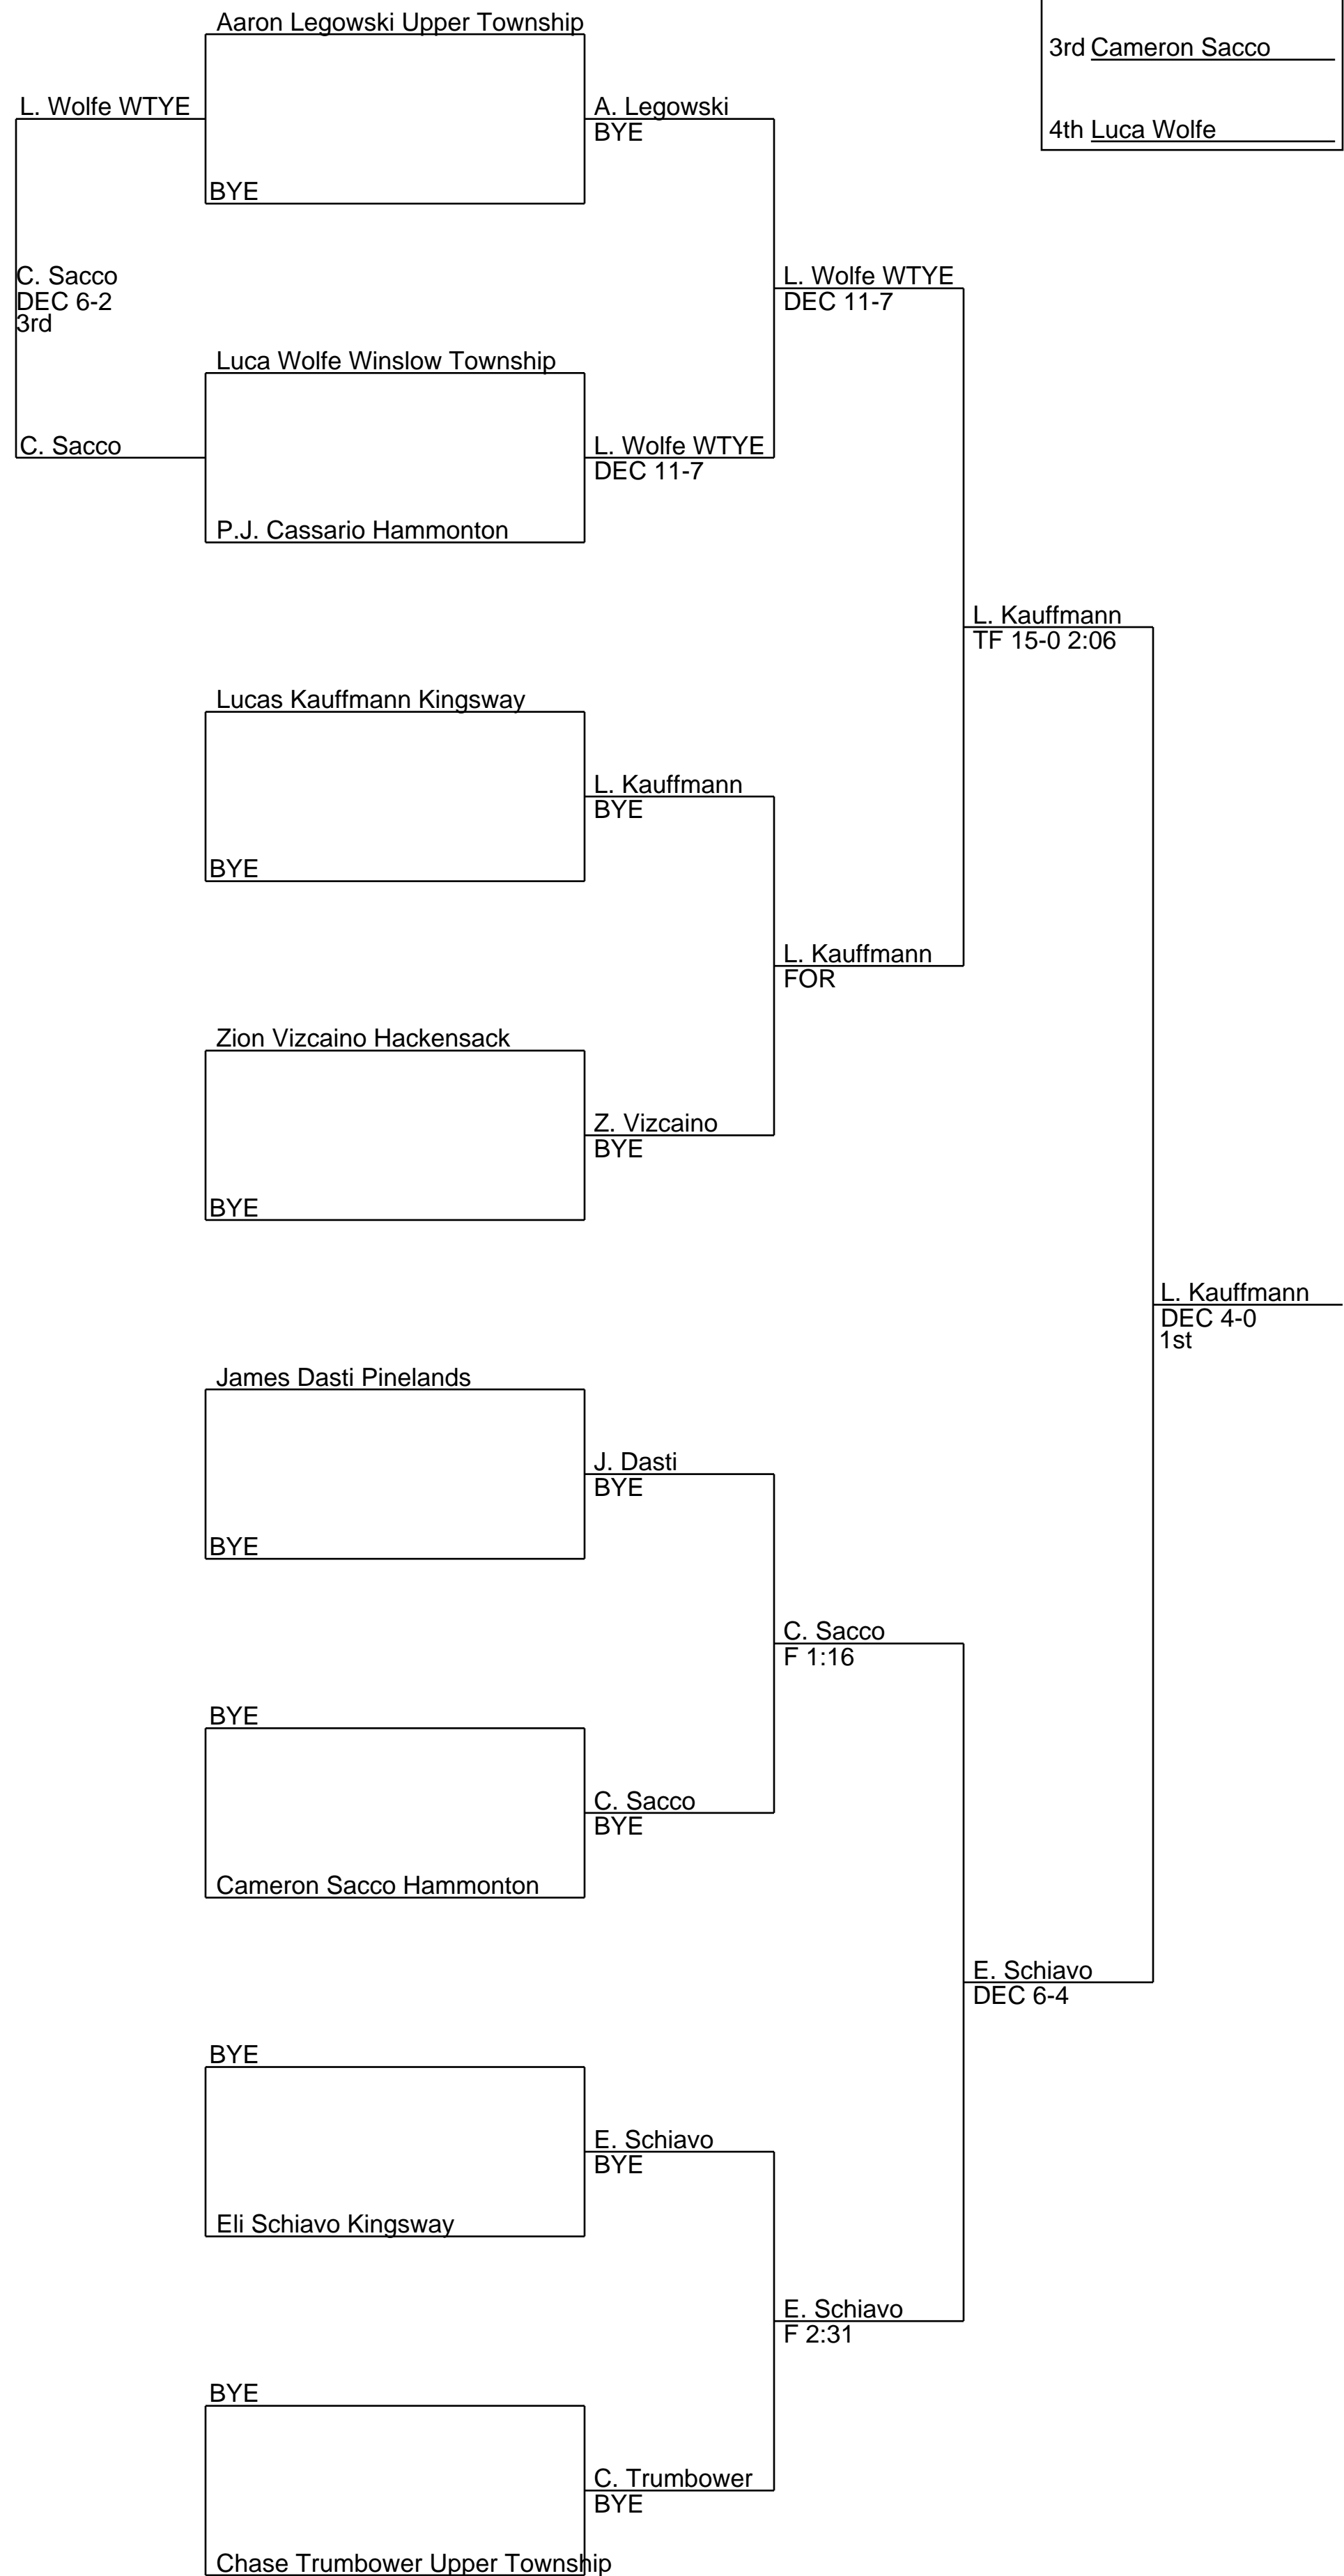 Aaron Legowski Upper Township
3rd Cameron Sacco
L. Wolfe WTYE
A. Legowski
BYE
4th Luca Wolfe
BYE
C. Sacco
DEC 6-2
3rd
L. Wolfe WTYE
DEC 11-7
Luca Wolfe Winslow Township
C. Sacco
L. Wolfe WTYE
DEC 11-7
P.J. Cassario Hammonton
L. Kauffmann
TF 15-0 2:06
Lucas Kauffmann Kingsway
L. Kauffmann
BYE
BYE
L. Kauffmann
FOR
Zion Vizcaino Hackensack
Z. Vizcaino
BYE
BYE
L. Kauffmann
DEC 4-0
1st
James Dasti Pinelands
J. Dasti
BYE
BYE
C. Sacco
F 1:16
BYE
C. Sacco
BYE
Cameron Sacco Hammonton
E. Schiavo
DEC 6-4
BYE
E. Schiavo
BYE
Eli Schiavo Kingsway
E. Schiavo
F 2:31
BYE
C. Trumbower
BYE
Chase Trumbower Upper Township